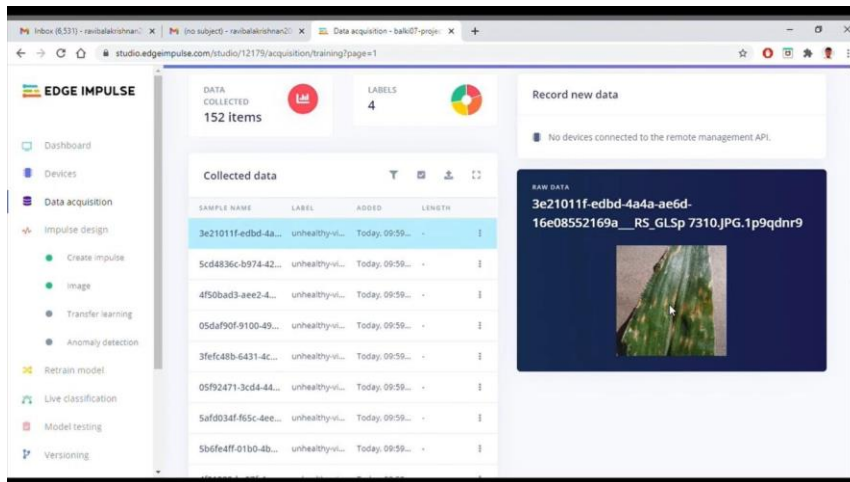 Inbox (6,531) - ravibalakrishnan2
(no subject) - ravibalakrishnan20
Data acquisition - balki07-projec
studio.edgeimpulse.com/studio/12179/acquisition/training?page=1
EDGE IMPULSE
Dashboard
Devices
Data acquisition
Impulse design
Create impulse
Image
Transfer learning
Anomaly detection
Retrain model
Live classification
Model testing
Versioning
DATA
COLLECTED
152 items
LABELS
4
Collected data
SAMPLE NAME LABEL ADDED LENGTH
3e21011f-edbd-4a... unhealthy-vi... Today, 09:59... -
5cd4836c-b974-42... unhealthy-vi... Today, 09:59... -
4f50bad3-aee2-4... unhealthy-vi... Today, 09:59... -
05daf90f-9100-49... unhealthy-vi... Today, 09:59... -
3fefc48b-6431-4c... unhealthy-vi... Today, 09:59... -
05f92471-3cd4-44... unhealthy-vi... Today, 09:59... -
5afd034f-f65c-4ee... unhealthy-vi... Today, 09:59... -
5b6fe4ff-01b0-4b... unhealthy-vi... Today, 09:59... -
Record new data
No devices connected to the remote management API.
RAW DATA
3e21011f-edbd-4a4a-ae6d-
16e08552169a___RS_GLSp 7310.JPG.1p9qdnr9